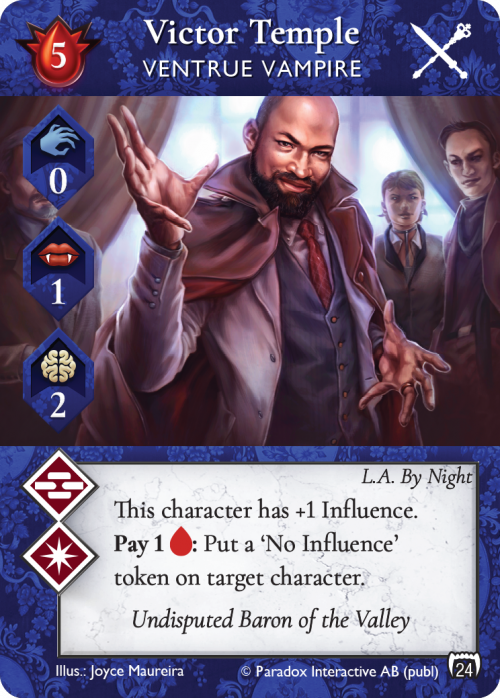 5
Victor Temple
VENTRUE VAMPIRE
0
1
2
L.A. By Night
This character has +1 Influence.
Pay 1 : Put a ‘No Influence’
token on target character.
Undisputed Baron of the Valley
Illus.: Joyce Maureira
© Paradox Interactive AB (publ)
24